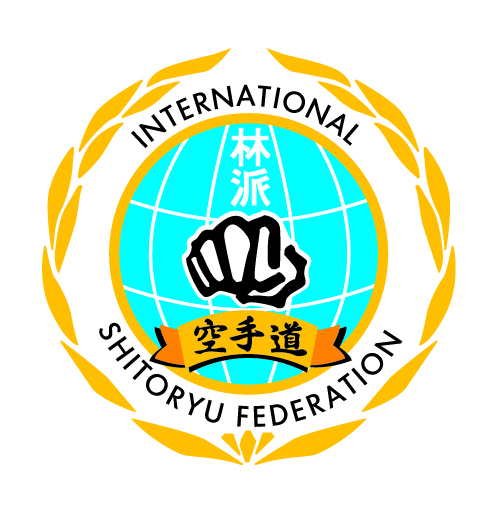 INTERNATIONAL
林派
空手道
SHITORYU FEDERATION